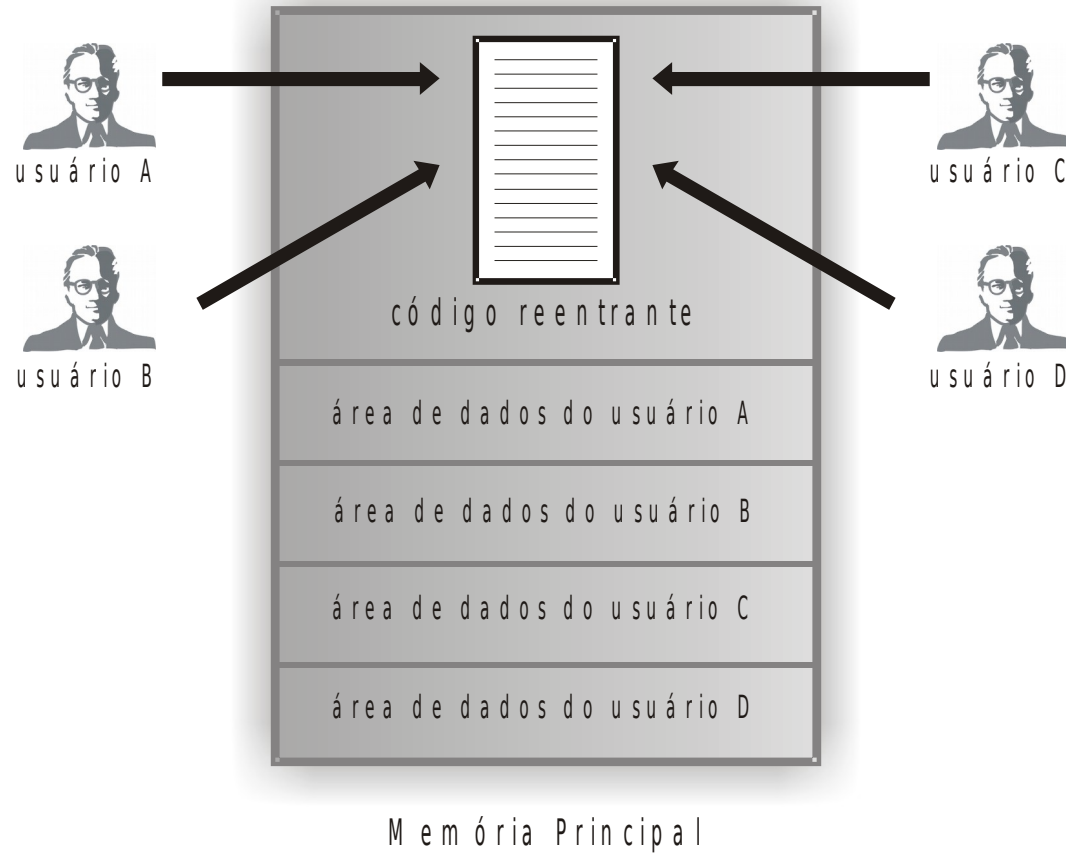 usuário A
usuário C
usuário B
usuário D
código reentrante
área de dados do usuário A
área de dados do usuário B
área de dados do usuário C
área de dados do usuário D
Memória Principal